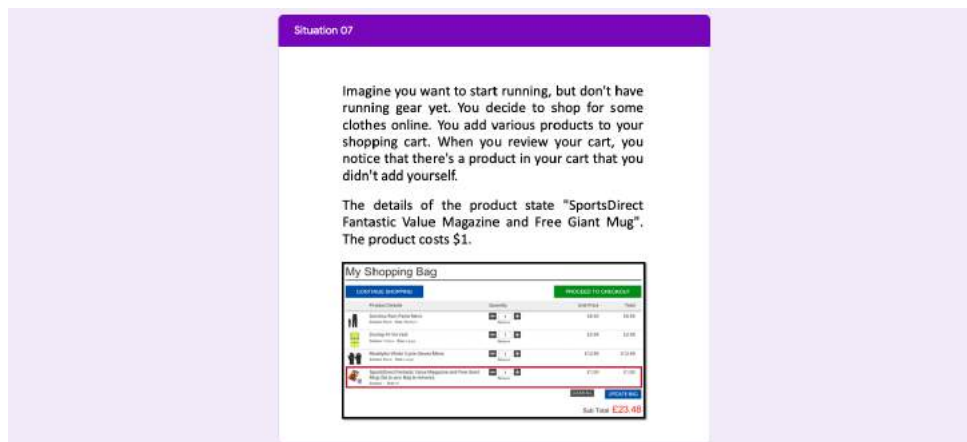 Situation 07
Imagine you want to start running, but don't have
running gear yet. You decide to shop for some
clothes online. You add various products to your
shopping cart. When you review your cart, you
notice that there's a product in your cart that you
didn't add yourself.
The details of the product state "SportsDirect
Fantastic Value Magazine and Free Giant Mug".
The product costs $1.
My Shopping Bag
CONTINUE SHOPPING PROCEED TO CHECKOUT
Product Details Quantity Total
UPDATE BAG
Sub Total £23.48